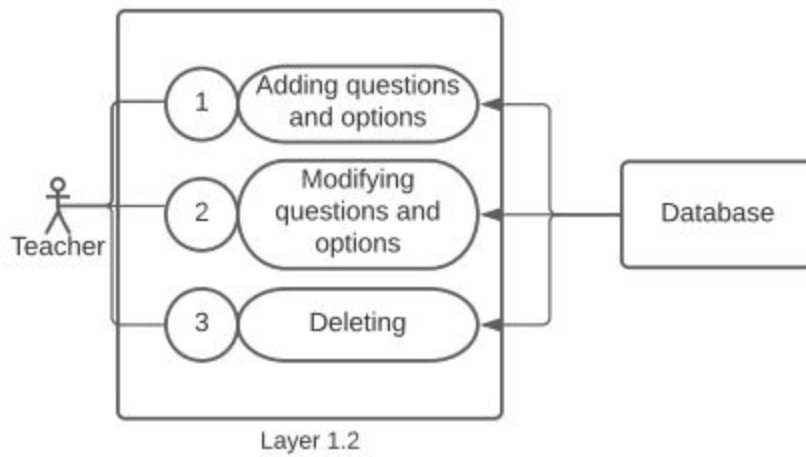 1
Adding questions
and options
2
Modifying
questions and
options
3
Deleting
Teacher
Database
Layer 1.2